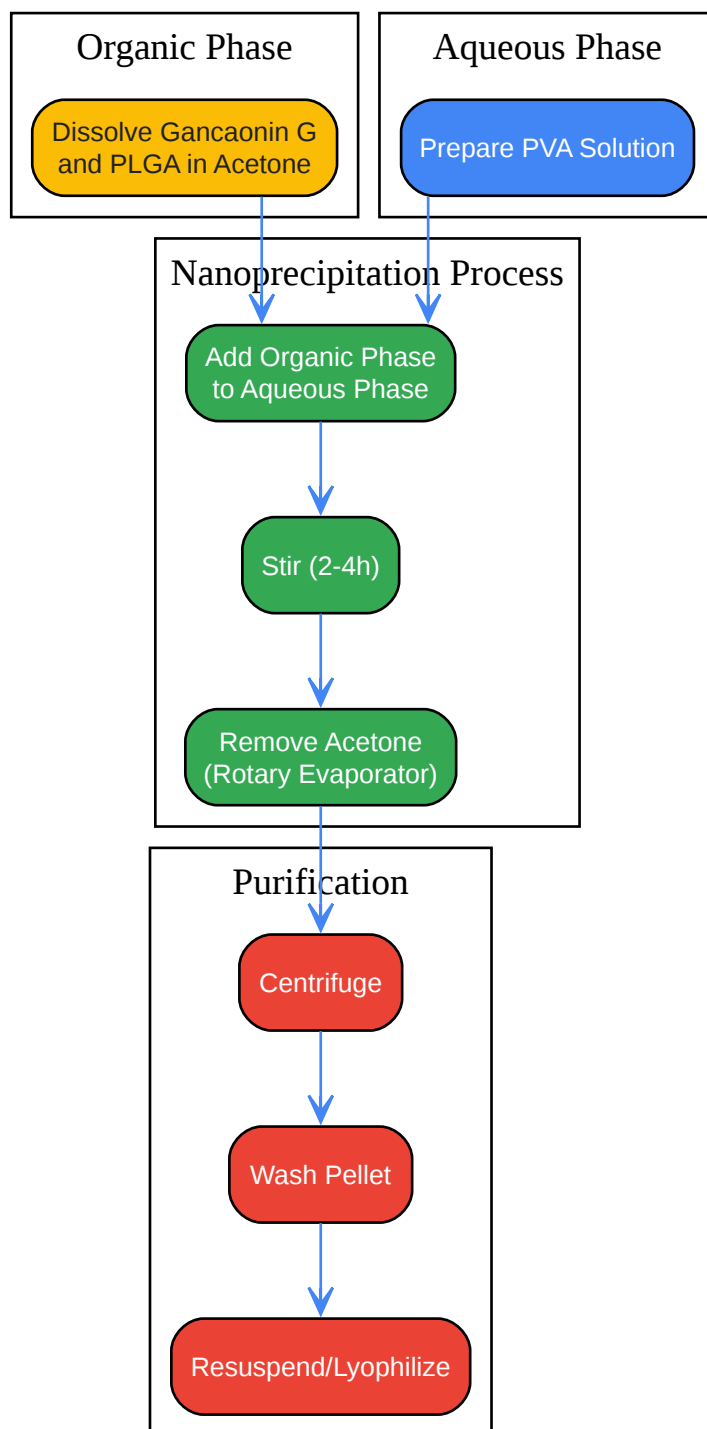 Organic Phase
Aqueous Phase
Dissolve Gancaonin G
and PLGA in Acetone
Prepare PVA Solution
Nanoprecipitation Process
Add Organic Phase
to Aqueous Phase
Stir (2-4h)
Remove Acetone
(Rotary Evaporator)
Purification
Centrifuge
Wash Pellet
Resuspend/Lyophilize